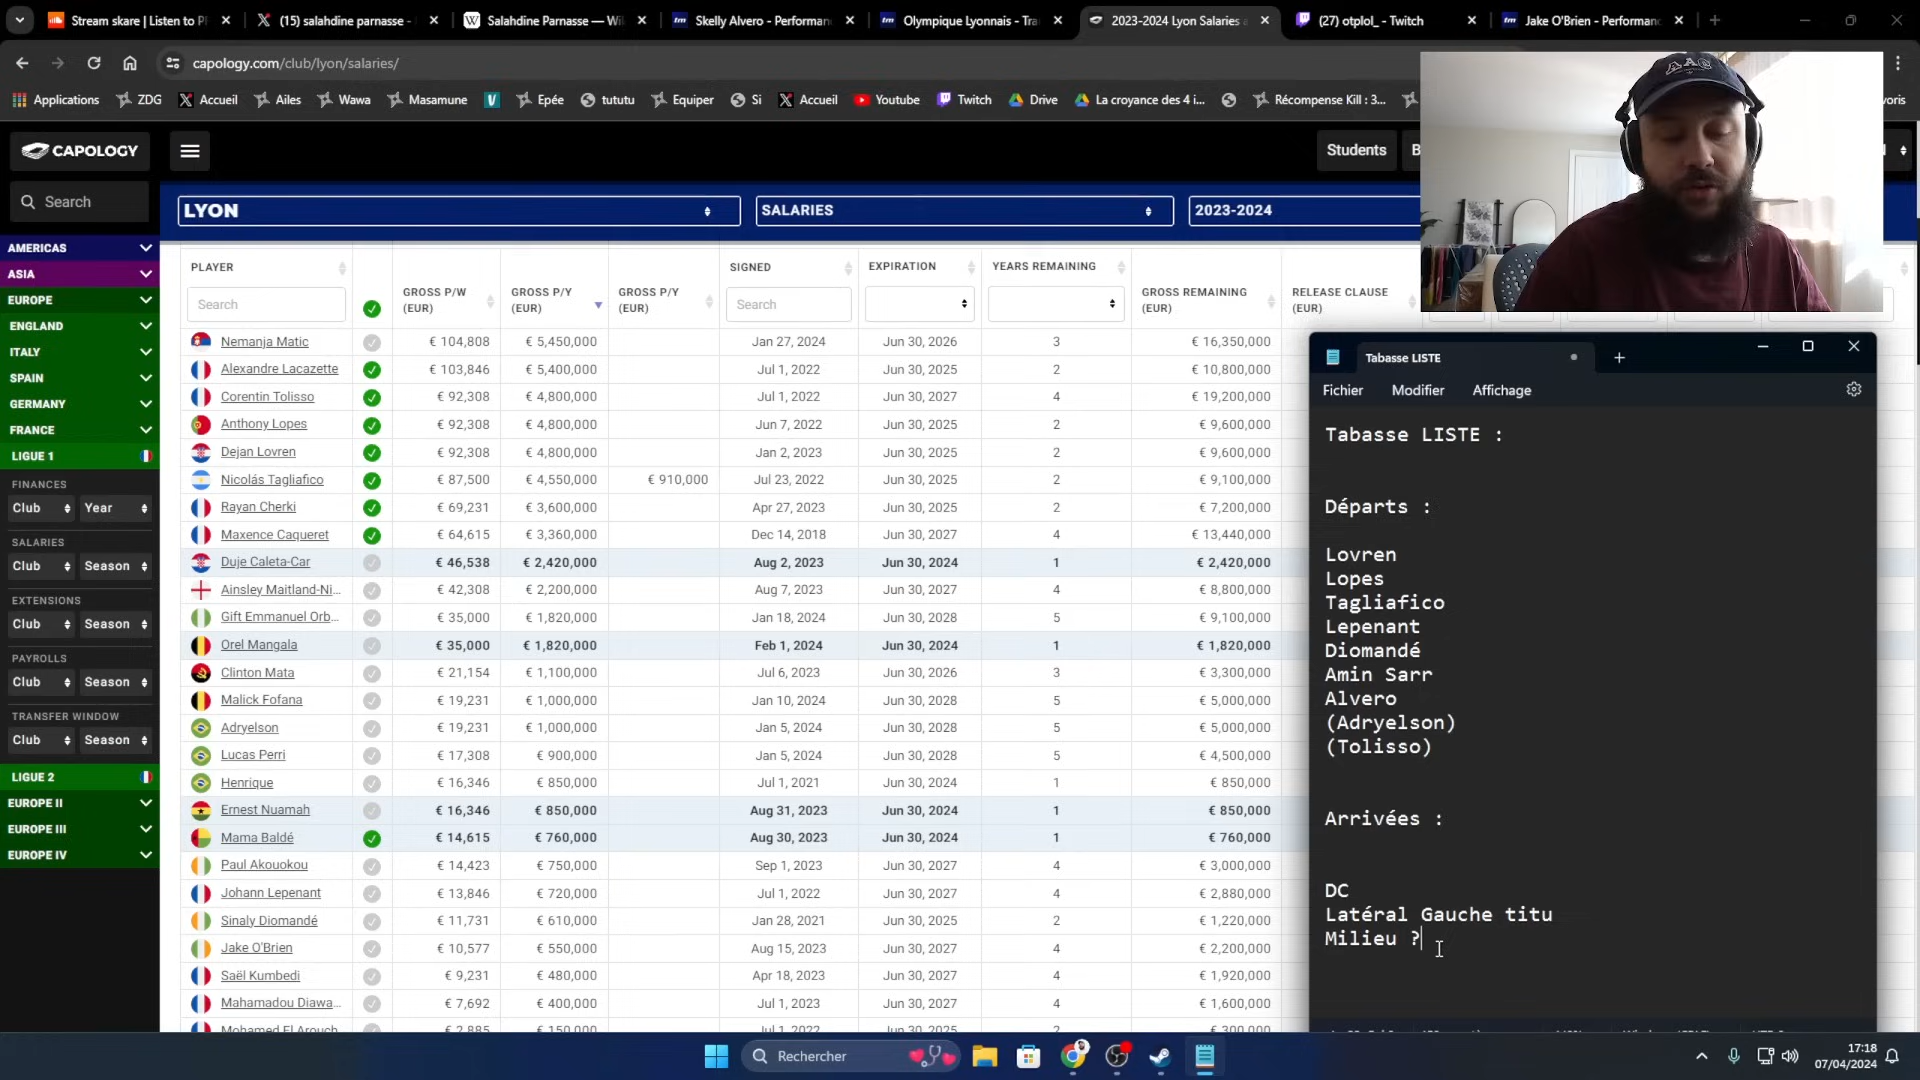 Stream skare | Listen to Pl
(15) salahdine parnasse -
Salahdine Parnasse — Wi
Skelly Alvero - Performan
Olympique Lyonnais - Tra
2023-2024 Lyon Salaries a
(27) otplol_ - Twitch
Jake O'Brien - Performanc
capology.com/club/lyon/salaries/
Applications ZDG Accueil Ailes Wawa Masamune Epée tututu Equiper Si Accueil Youtube Twitch Drive La croyance des 4 i... Récompense Kill : 3... voris
CAPOLOGY
Students B
Search
LYON SALARIES 2023-2024
AMERICAS
ASIA
EUROPE
ENGLAND
ITALY
SPAIN
GERMANY
FRANCE
LIGUE 1
FINANCES
Club Year
SALARIES
Club Season
EXTENSIONS
Club Season
PAYROLLS
Club Season
TRANSFER WINDOW
Club Season
LIGUE 2
EUROPE II
EUROPE III
EUROPE IV
PLAYER GROSS P/W (EUR) GROSS P/Y (EUR) GROSS P/Y (EUR) SIGNED EXPIRATION YEARS REMAINING GROSS REMAINING (EUR) RELEASE CLAUSE (EUR)
Search Search
Nemanja Matic € 104,808 € 5,450,000 Jan 27, 2024 Jun 30, 2026 3 € 16,350,000
Alexandre Lacazette € 103,846 € 5,400,000 Jul 1, 2022 Jun 30, 2025 2 € 10,800,000
Corentin Tolisso € 92,308 € 4,800,000 Jul 1, 2022 Jun 30, 2027 4 € 19,200,000
Anthony Lopes € 92,308 € 4,800,000 Jun 7, 2022 Jun 30, 2025 2 € 9,600,000
Dejan Lovren € 92,308 € 4,800,000 Jan 2, 2023 Jun 30, 2025 2 € 9,600,000
Nicolás Tagliafico € 87,500 € 4,550,000 € 910,000 Jul 23, 2022 Jun 30, 2025 2 € 9,100,000
Rayan Cherki € 69,231 € 3,600,000 Apr 27, 2023 Jun 30, 2025 2 € 7,200,000
Maxence Caqueret € 64,615 € 3,360,000 Dec 14, 2018 Jun 30, 2027 4 € 13,440,000
Duje Caleta-Car € 46,538 € 2,420,000 Aug 2, 2023 Jun 30, 2024 1 € 2,420,000
Ainsley Maitland-Ni... € 42,308 € 2,200,000 Aug 7, 2023 Jun 30, 2027 4 € 8,800,000
Gift Emmanuel Orb... € 35,000 € 1,820,000 Jan 18, 2024 Jun 30, 2028 5 € 9,100,000
Orel Mangala € 35,000 € 1,820,000 Feb 1, 2024 Jun 30, 2024 1 € 1,820,000
Clinton Mata € 21,154 € 1,100,000 Jul 6, 2023 Jun 30, 2026 3 € 3,300,000
Malick Fofana € 19,231 € 1,000,000 Jan 10, 2024 Jun 30, 2028 5 € 5,000,000
Adryelson € 19,231 € 1,000,000 Jan 5, 2024 Jun 30, 2028 5 € 5,000,000
Lucas Perri € 17,308 € 900,000 Jan 5, 2024 Jun 30, 2028 5 € 4,500,000
Henrique € 16,346 € 850,000 Jul 1, 2021 Jun 30, 2024 1 € 850,000
Ernest Nuamah € 16,346 € 850,000 Aug 31, 2023 Jun 30, 2024 1 € 850,000
Mama Baldé € 14,615 € 760,000 Aug 30, 2023 Jun 30, 2024 1 € 760,000
Paul Akouokou € 14,423 € 750,000 Sep 1, 2023 Jun 30, 2027 4 € 3,000,000
Johann Lepenant € 13,846 € 720,000 Jul 1, 2022 Jun 30, 2027 4 € 2,880,000
Sinaly Diomandé € 11,731 € 610,000 Jan 28, 2021 Jun 30, 2025 2 € 1,220,000
Jake O'Brien € 10,577 € 550,000 Aug 15, 2023 Jun 30, 2027 4 € 2,200,000
Saël Kumbedi € 9,231 € 480,000 Apr 18, 2023 Jun 30, 2027 4 € 1,920,000
Mahamadou Diawa... € 7,692 € 400,000 Jul 1, 2023 Jun 30, 2027 4 € 1,600,000
Mohamed El Arouch € 2,885 € 150,000 Jul 1, 2022 Jun 30, 2025 2 € 300,000
Tabasse LISTE
Fichier Modifier Affichage
Tabasse LISTE :
Départs :
Lovren
Lopes
Tagliafico
Lepenant
Diomandé
Amin Sarr
Alvero
(Adryelson)
(Tolisso)
Arrivées :
DC
Latéral Gauche titu
Milieu ?
Rechercher
17:18
07/04/2024